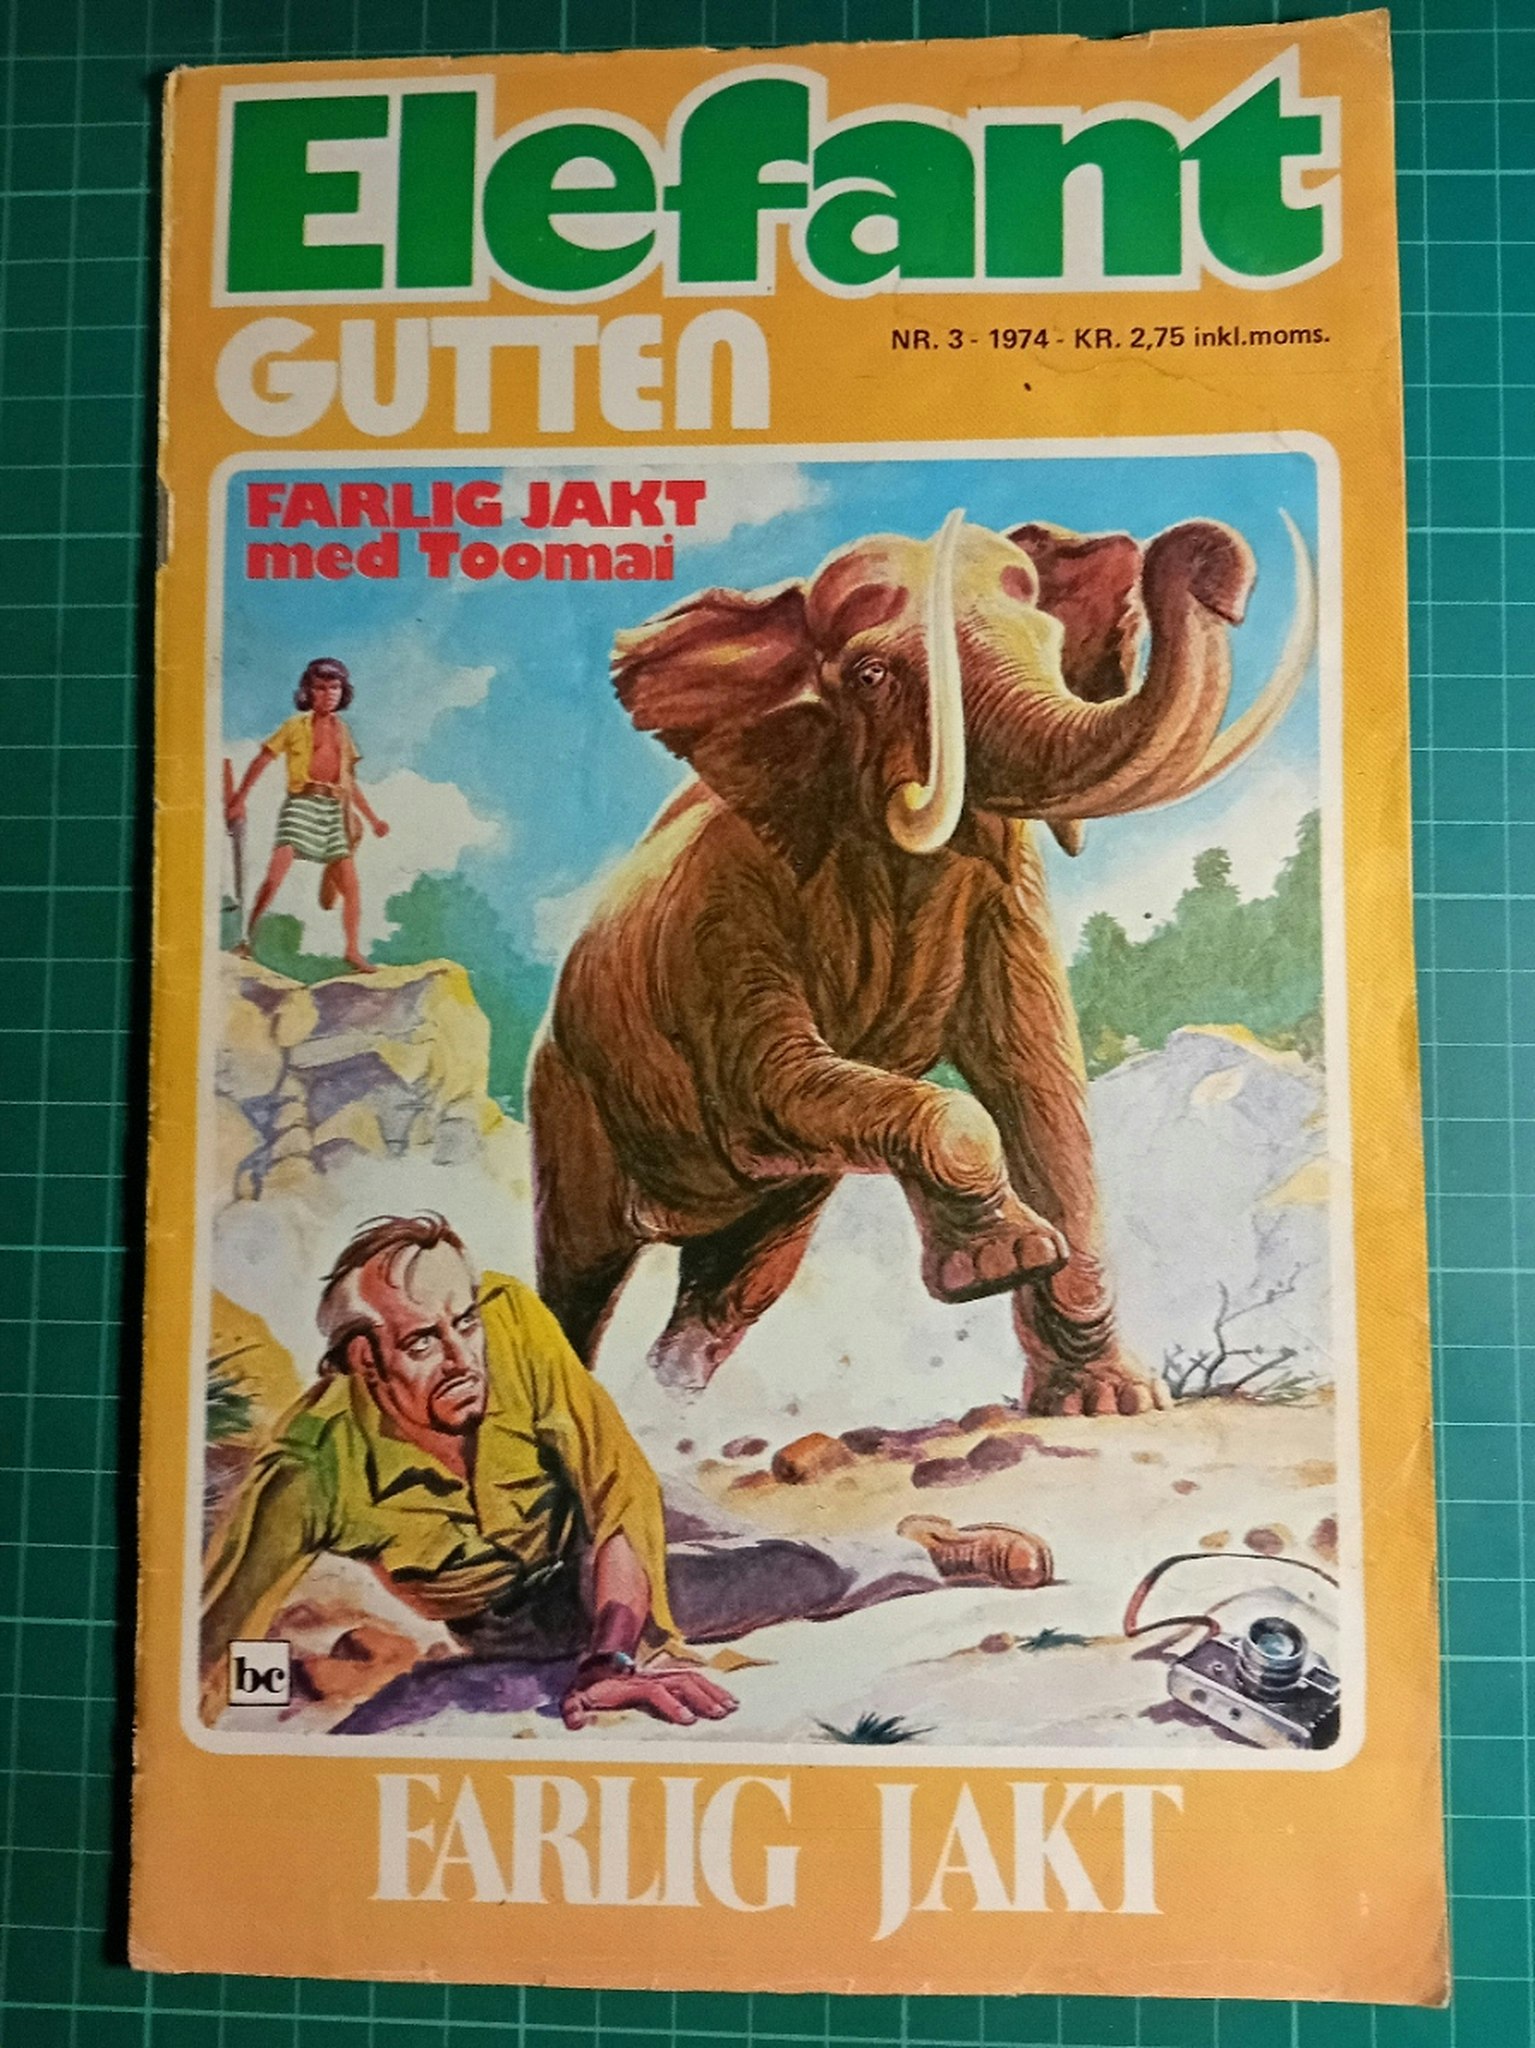 Elefant
GUTTEN
NR. 3 - 1974 - KR. 2,75 inkl.moms.
FARLIG JAKT
med Toomai
bc
FARLIG JAKT